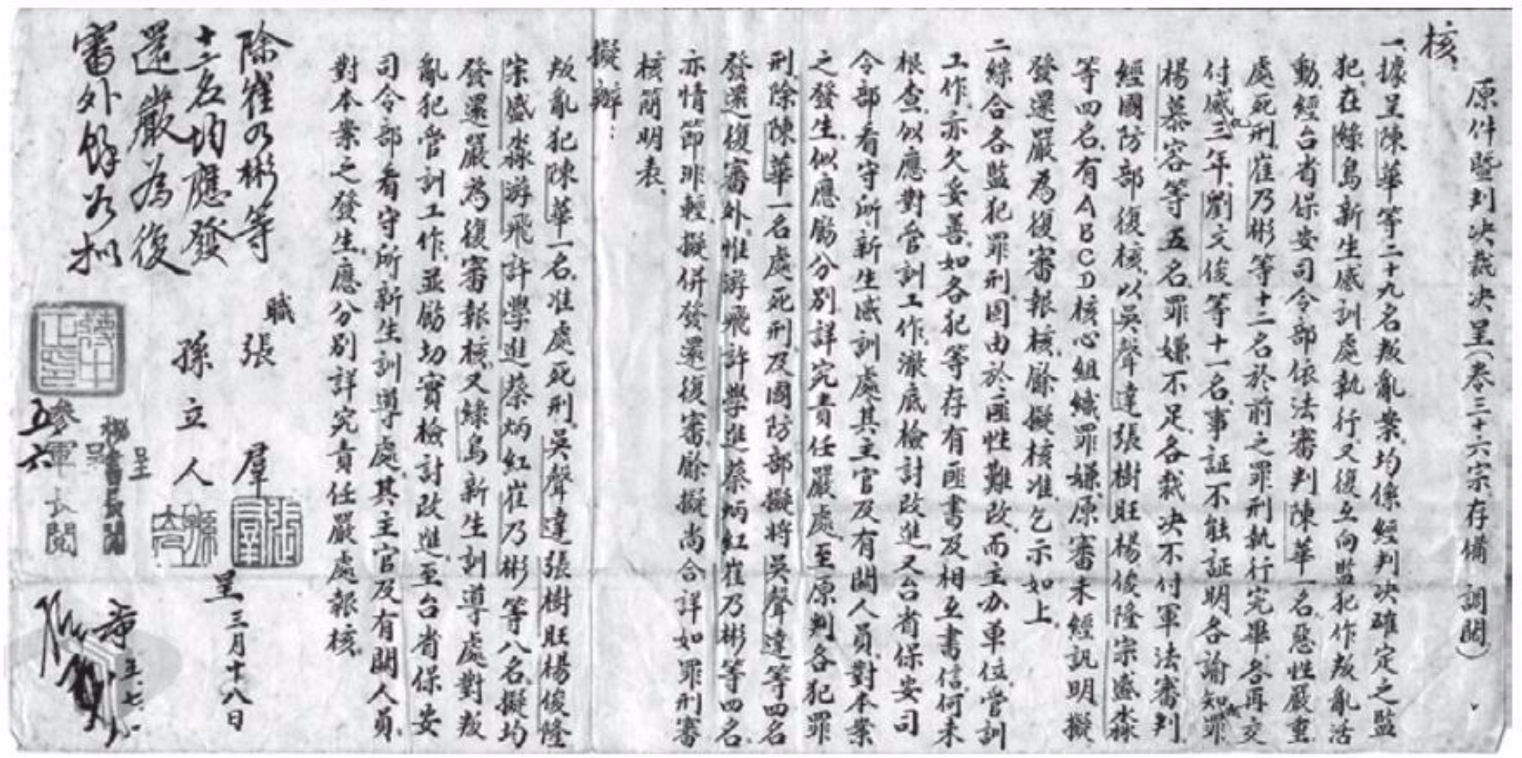 原件暨判决裁决呈(卷三十六宗存備調閱)
核
一據呈陳華等二十九名叛亂案均係經判决確定之監
犯在綠島新生感訓處執行又復互向監犯作叛亂活
動經台省保安司令部依法審判陳華一名惡性嚴重
處死刑崔乃彬等十二名於前之罪刑執行完畢各再交
付感化三年劉文俊等十一名事証不能証明各諭知無罪
楊慕容等五名罪嫌不足各裁决不付軍法審判
經國防部復核以吳聲達張樹旺楊俊隆宗盛淼
等四名有ABCD核心組織罪嫌原審未經訊明擬
發還嚴為復審報核餘擬核准乞示如上
二綜合各監犯罪刑固由於匪性難改而主办單位管訓
工作亦欠妥善如各犯等存有匪書及相互書信何未
根查似應對管訓工作澈底檢討改進又台省保安司
令部看守所新生感訓處其主官及有關人員對本案
之發生似應飭分別詳究責任嚴處至原判各犯罪
刑除陳華一名處死刑及國防部擬將吳聲達等四名
發還復審外惟游飛許學進蔡炳紅崔乃彬等四名
亦情節非輕擬併發還復審餘擬尚合詳如罪刑審
核簡明表
擬辦:
叛亂犯陳華一名准處死刑吳聲達張樹旺楊俊隆
宋盛淼游飛許學進蔡炳紅崔乃彬等八名擬均
發還嚴為復審報核又綠島新生訓導處對叛
亂犯管訓工作並飭切實檢討改進至台省保安
司令部看守所新生訓導處其主官及有關人員
對本案之發生應分別詳究責任嚴處報核
職張羣
孫立人
呈三月十八日
除崔乃彬等
十二名均應發
還嚴為復
審外餘如擬
蔣中正印
張羣
秘書長閱
呈
參軍長閱
五六